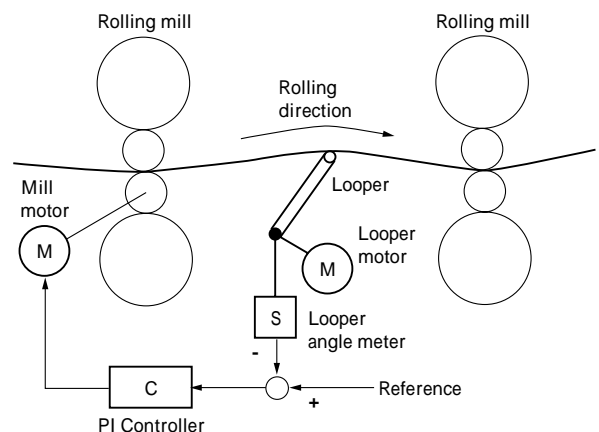 Rolling mill
Rolling mill
Rolling
direction
Mill
motor
Looper
M
Looper
motor
M
S
Looper
angle meter
-
C
+
Reference
PI Controller